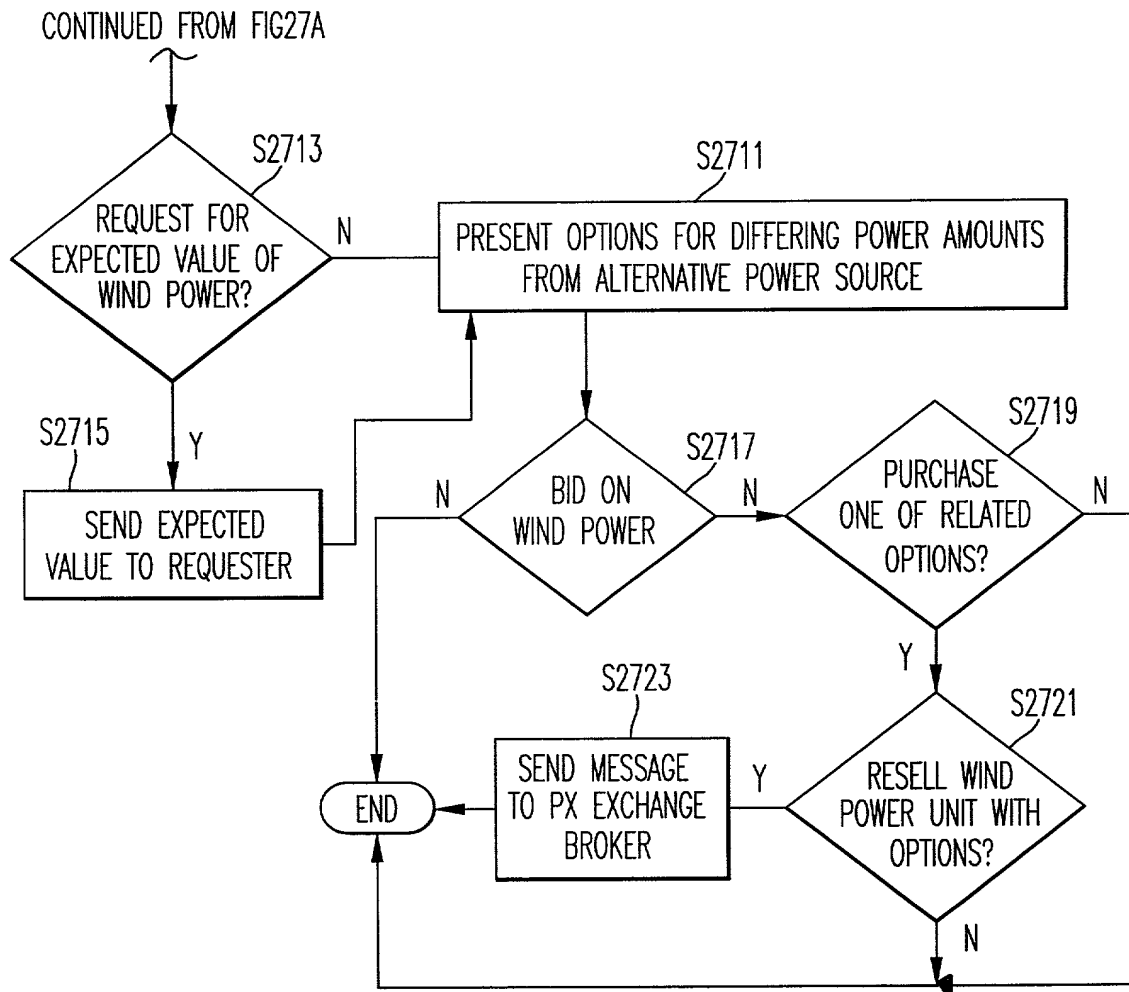 CONTINUED FROM FIG27A
S2713
REQUEST FOR
EXPECTED VALUE OF
WIND POWER?
N
Y
S2711
PRESENT OPTIONS FOR DIFFERING POWER AMOUNTS
FROM ALTERNATIVE POWER SOURCE
S2715
SEND EXPECTED
VALUE TO REQUESTER
S2717
N
BID ON
WIND POWER
N
S2719
PURCHASE
ONE OF RELATED
OPTIONS?
N
Y
S2721
RESELL WIND
POWER UNIT WITH
OPTIONS?
Y
N
S2723
SEND MESSAGE
TO PX EXCHANGE
BROKER
END